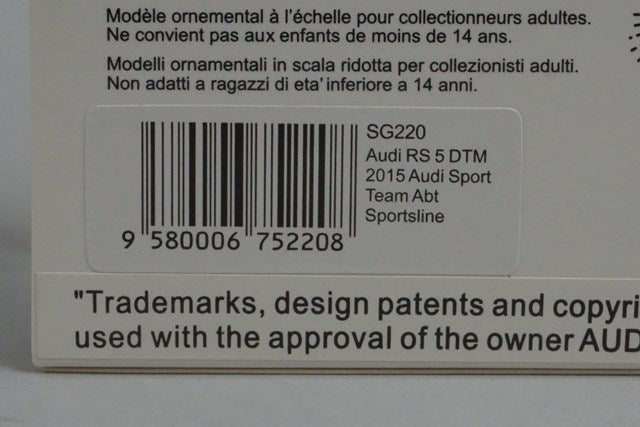 Modèle ornemental à l'échelle pour collectionneurs adultes.
Ne convient pas aux enfants de moins de 14 ans.
Modelli ornamentali in scala ridotta per collezionisti adulti.
Non adatti a ragazzi di eta' inferiore a 14 anni.
SG220
Audi RS 5 DTM
2015 Audi Sport
Team Abt
Sportsline
9 580006 752208
"Trademarks, design patents and copyri
used with the approval of the owner AUD